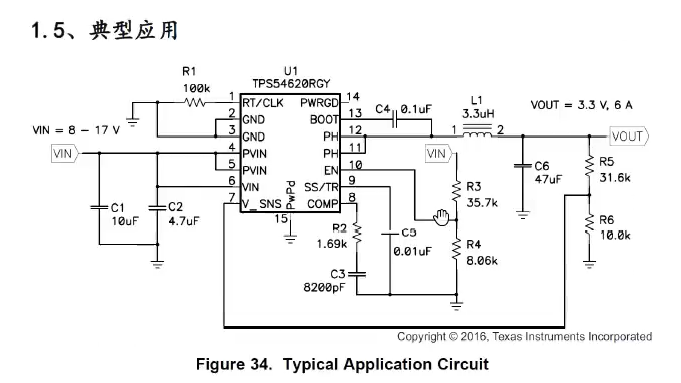 1.5、典型应用
U1
TPS54620RGY
R1
100k
1
RT/CLK
PWRGD
14
2
GND
BOOT
13
3
GND
PH
12
4
PVIN
PH
11
5
PVIN
EN
10
6
VIN
SS/TR
9
7
V_SNS
COMP
8
PwPd
15
VIN = 8 – 17 V
VIN
C1
10uF
C2
4.7uF
C4
0.1uF
L1
3.3uH
1
2
VOUT = 3.3 V, 6 A
VOUT
VIN
C6
47uF
R5
31.6k
R3
35.7k
R6
10.0k
R2
1.69k
C5
0.01uF
R4
8.06k
C3
8200pF
Copyright © 2016, Texas Instruments Incorporated
Figure 34. Typical Application Circuit